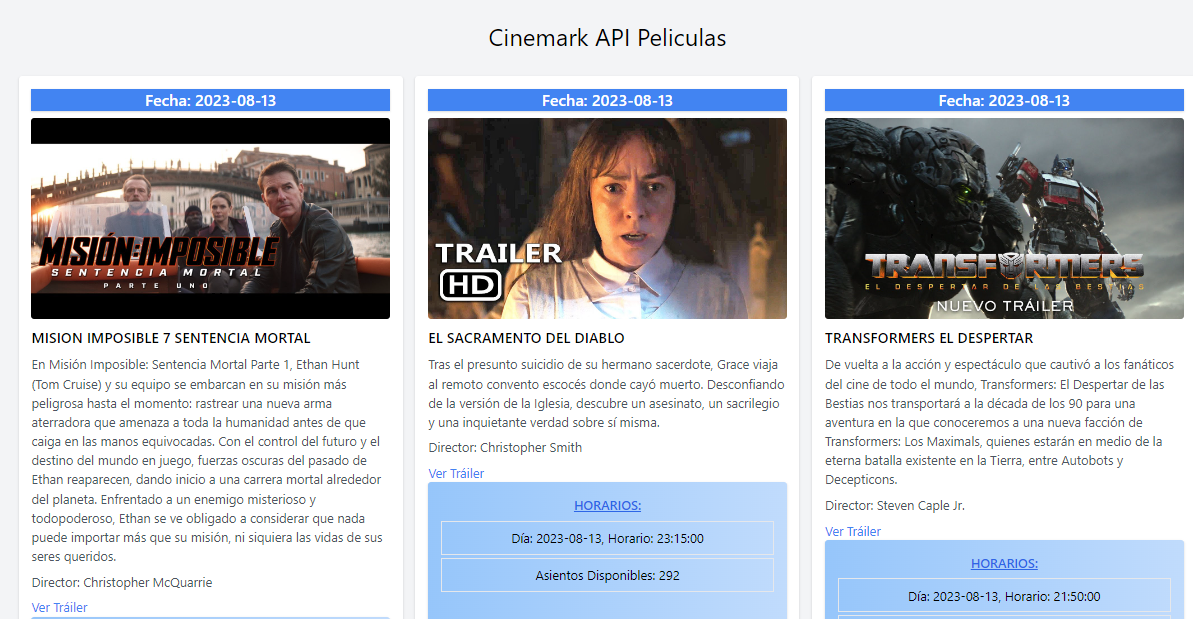 Cinemark API Peliculas
Fecha: 2023-08-13
MISIÓN:IMPOSIBLE
SENTENCIA MORTAL
PARTE UNO
MISION IMPOSIBLE 7 SENTENCIA MORTAL
En Misión Imposible: Sentencia Mortal Parte 1, Ethan Hunt
(Tom Cruise) y su equipo se embarcan en su misión más
peligrosa hasta el momento: rastrear una nueva arma
aterradora que amenaza a toda la humanidad antes de que
caiga en las manos equivocadas. Con el control del futuro y el
destino del mundo en juego, fuerzas oscuras del pasado de
Ethan reaparecen, dando inicio a una carrera mortal alrededor
del planeta. Enfrentado a un enemigo misterioso y
todopoderoso, Ethan se ve obligado a considerar que nada
puede importar más que su misión, ni siquiera las vidas de sus
seres queridos.
Director: Christopher McQuarrie
Ver Tráiler
Fecha: 2023-08-13
TRAILER
HD
EL SACRAMENTO DEL DIABLO
Tras el presunto suicidio de su hermano sacerdote, Grace viaja
al remoto convento escocés donde cayó muerto. Desconfiando
de la versión de la Iglesia, descubre un asesinato, un sacrilegio
y una inquietante verdad sobre sí misma.
Director: Christopher Smith
Ver Tráiler
HORARIOS:
Día: 2023-08-13, Horario: 23:15:00
Asientos Disponibles: 292
Fecha: 2023-08-13
TRANSFORMERS
EL DESPERTAR DE LAS BESTIAS
NUEVO TRÁILER
TRANSFORMERS EL DESPERTAR
De vuelta a la acción y espectáculo que cautivó a los fanáticos
del cine de todo el mundo, Transformers: El Despertar de las
Bestias nos transportará a la década de los 90 para una
aventura en la que conoceremos a una nueva facción de
Transformers: Los Maximals, quienes estarán en medio de la
eterna batalla existente en la Tierra, entre Autobots y
Decepticons.
Director: Steven Caple Jr.
Ver Tráiler
HORARIOS:
Día: 2023-08-13, Horario: 21:50:00